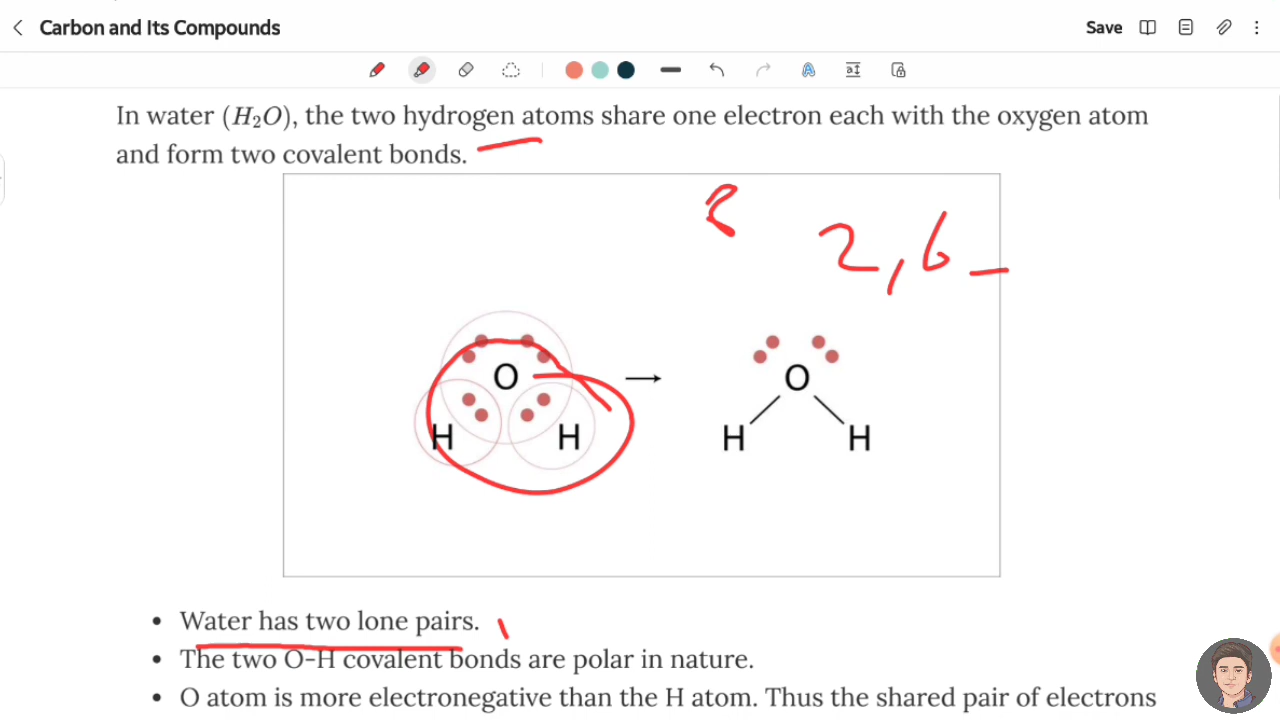 Carbon and Its Compounds
Save
In water (H₂O), the two hydrogen atoms share one electron each with the oxygen atom
and form two covalent bonds.
8
2, 6
O
H H
O
H H
• Water has two lone pairs.
• The two O-H covalent bonds are polar in nature.
• O atom is more electronegative than the H atom. Thus the shared pair of electrons